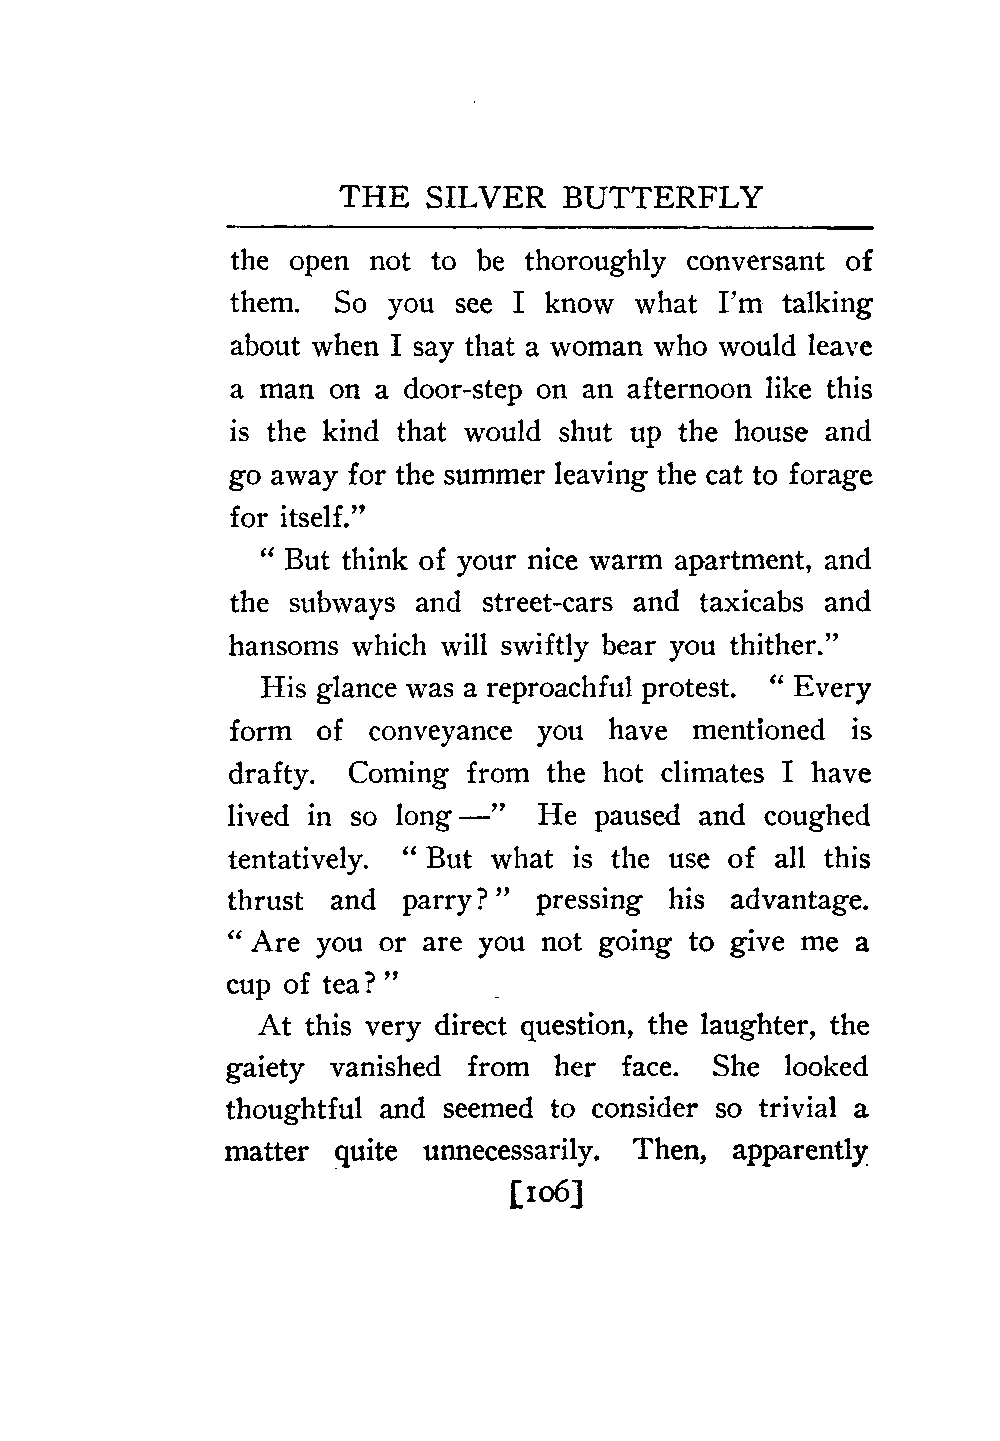 THE SILVER BUTTERFLY
the open not to be thoroughly conversant of
them. So you see I know what I'm talking
about when I say that a woman who would leave
a man on a door-step on an afternoon like this
is the kind that would shut up the house and
go away for the summer leaving the cat to forage
for itself."
" But think of your nice warm apartment, and
the subways and street-cars and taxicabs and
hansoms which will swiftly bear you thither."
His glance was a reproachful protest. " Every
form of conveyance you have mentioned is
drafty. Coming from the hot climates I have
lived in so long—" He paused and coughed
tentatively. " But what is the use of all this
thrust and parry? " pressing his advantage.
" Are you or are you not going to give me a
cup of tea? "
At this very direct question, the laughter, the
gaiety vanished from her face. She looked
thoughtful and seemed to consider so trivial a
matter quite unnecessarily. Then, apparently
[106]